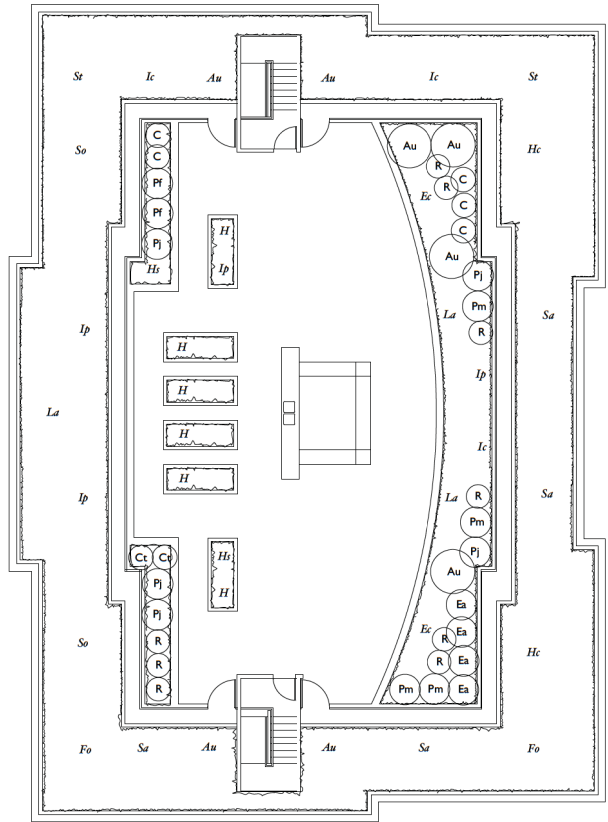 St Ic Au Au Ic St
C
Au Au
So C Hc
R
Pf R C
Ec
Pf C
H C
Pj
Au
Hs Ip Pj
Pm
La Sa
Ip R
H
Ip
H
La
H Ic
Ip R La Sa
H
Pm
Ct Ct Hs Pj
Au
Pj
H Ea
Pj
Ec Ea
So R R Hc
R R Ea
R Pm Pm Ea
Fo Sa Au Au Sa Fo